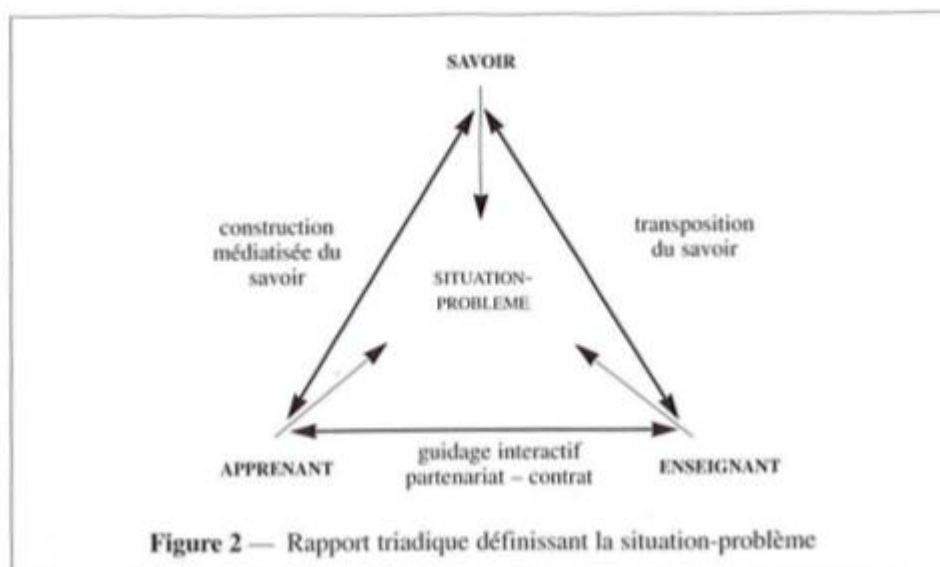 SAVOIR
construction
médiatisée du
savoir
transposition
du savoir
SITUATION-
PROBLEME
APPRENANT
guidage interactif
partenariat – contrat
ENSEIGNANT
Figure 2 — Rapport triadique définissant la situation-problème